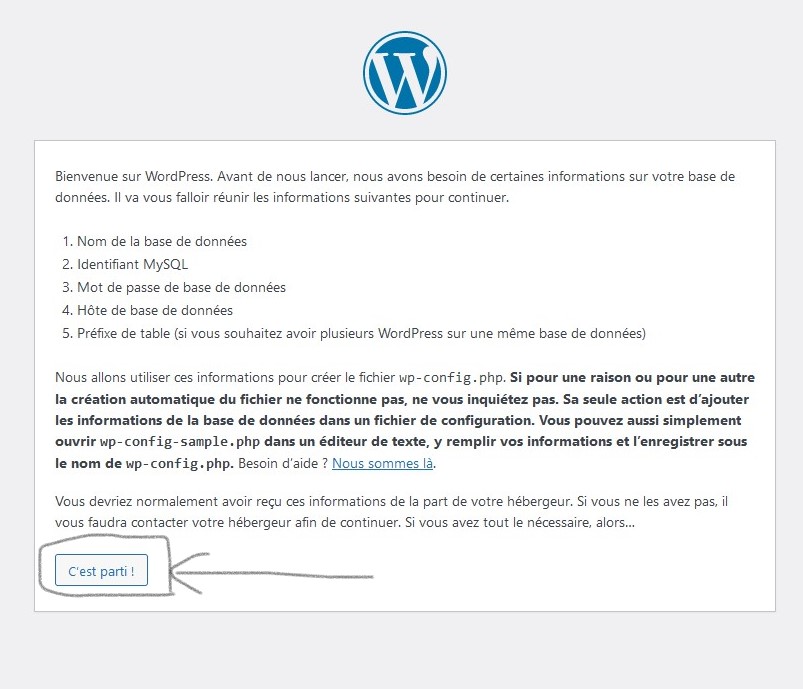 Bienvenue sur WordPress. Avant de nous lancer, nous avons besoin de certaines informations sur votre base de
données. Il va vous falloir réunir les informations suivantes pour continuer.
1. Nom de la base de données
2. Identifiant MySQL
3. Mot de passe de base de données
4. Hôte de base de données
5. Préfixe de table (si vous souhaitez avoir plusieurs WordPress sur une même base de données)
Nous allons utiliser ces informations pour créer le fichier wp-config.php. Si pour une raison ou pour une autre
la création automatique du fichier ne fonctionne pas, ne vous inquiétez pas. Sa seule action est d’ajouter
les informations de la base de données dans un fichier de configuration. Vous pouvez aussi simplement
ouvrir wp-config-sample.php dans un éditeur de texte, y remplir vos informations et l’enregistrer sous
le nom de wp-config.php. Besoin d’aide ? Nous sommes là.
Vous devriez normalement avoir reçu ces informations de la part de votre hébergeur. Si vous ne les avez pas, il
vous faudra contacter votre hébergeur afin de continuer. Si vous avez tout le nécessaire, alors…
C’est parti !